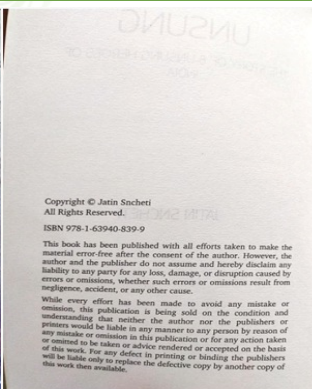 Copyright © Jatin Sncheti
All Rights Reserved.
ISBN 978-1-63940-839-9
This book has been published with all efforts taken to make the
material error-free after the consent of the author. However, the
author and the publisher do not assume and hereby disclaim any
liability to any party for any loss, damage, or disruption caused by
errors or omissions, whether such errors or omissions result from
negligence, accident, or any other cause.
While every effort has been made to avoid any mistake or
omission, this publication is being sold on the condition and
understanding that neither the author nor the publishers or
printers would be liable in any manner to any person by reason of
any mistake or omission in this publication or for any action taken
or omitted to be taken or advice rendered or accepted on the basis
of this work. For any defect in printing or binding the publishers
will be liable only to replace the defective copy by another copy of
this work then available.